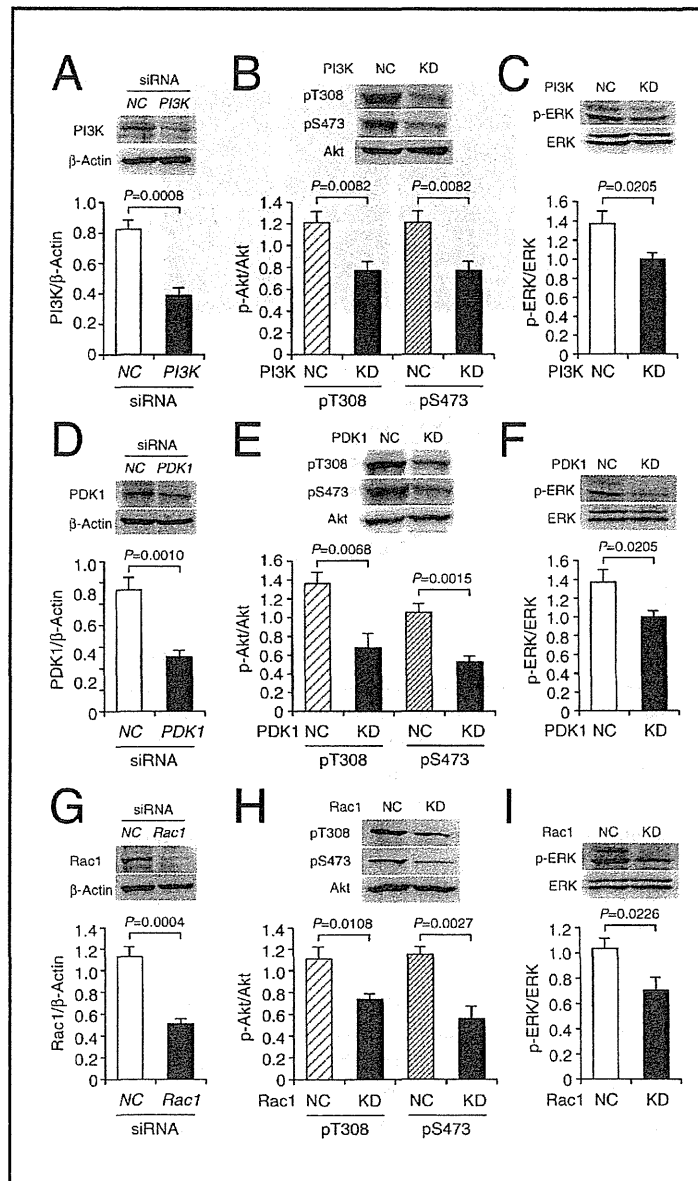 A
siRNA
NC PI3K
PI3K
β-Actin
P=0.0008
PI3K/β-Actin
0.8
0.6
0.4
0.2
0
NC PI3K
siRNA
B
PI3K NC KD
pT308
pS473
Akt
P=0.0082 P=0.0082
p-Akt/Akt
1.4
1.2
1.0
0.8
0.6
0.4
0.2
0
PI3K NC KD NC KD
pT308 pS473
C
PI3K NC KD
p-ERK
ERK
P=0.0205
p-ERK/ERK
1.6
1.4
1.2
1.0
0.8
0.6
0.4
0.2
0
PI3K NC KD
D
siRNA
NC PDK1
PDK1
β-Actin
P=0.0010
PDK1/β-Actin
0.8
0.6
0.4
0.2
0
NC PDK1
siRNA
E
PDK1 NC KD
pT308
pS473
Akt
P=0.0068
P=0.0015
p-Akt/Akt
1.6
1.4
1.2
1.0
0.8
0.6
0.4
0.2
0
PDK1 NC KD NC KD
pT308 pS473
F
PDK1 NC KD
p-ERK
ERK
P=0.0205
p-ERK/ERK
1.6
1.4
1.2
1.0
0.8
0.6
0.4
0.2
0
PDK1 NC KD
G
siRNA
NC Rac1
Rac1
β-Actin
P=0.0004
Rac1/β-Actin
1.4
1.2
1.0
0.8
0.6
0.4
0.2
0
NC Rac1
siRNA
H
Rac1 NC KD
pT308
pS473
Akt
P=0.0108 P=0.0027
p-Akt/Akt
1.4
1.2
1.0
0.8
0.6
0.4
0.2
0
Rac1 NC KD NC KD
pT308 pS473
I
Rac1 NC KD
p-ERK
ERK
P=0.0226
p-ERK/ERK
1.2
1.0
0.8
0.6
0.4
0.2
0
Rac1 NC KD